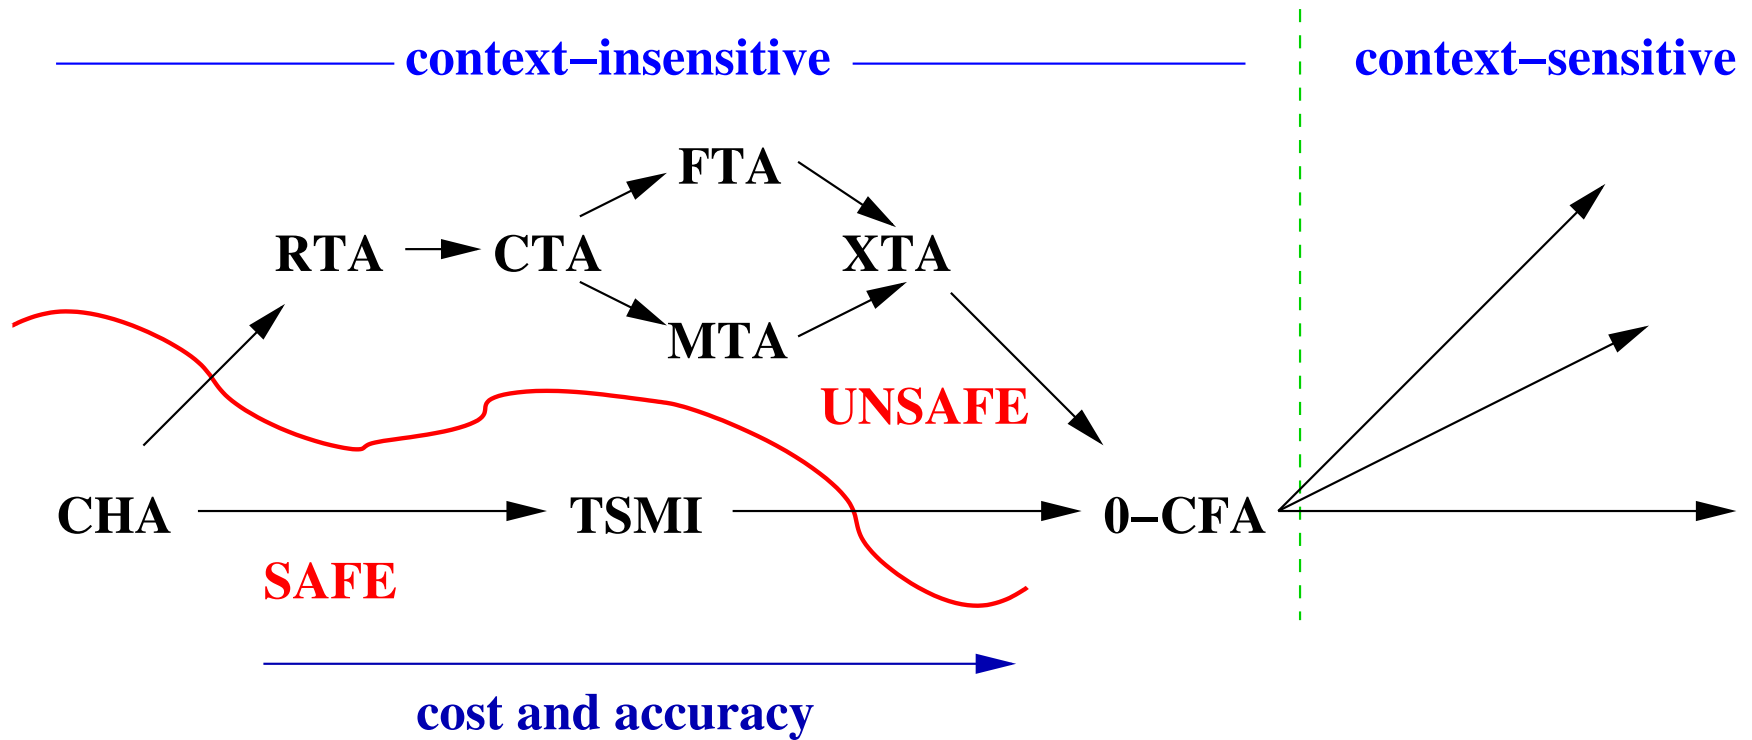 context−insensitive
context−sensitive
FTA
RTA
CTA
XTA
MTA
UNSAFE
CHA
TSMI
0−CFA
SAFE
cost and accuracy